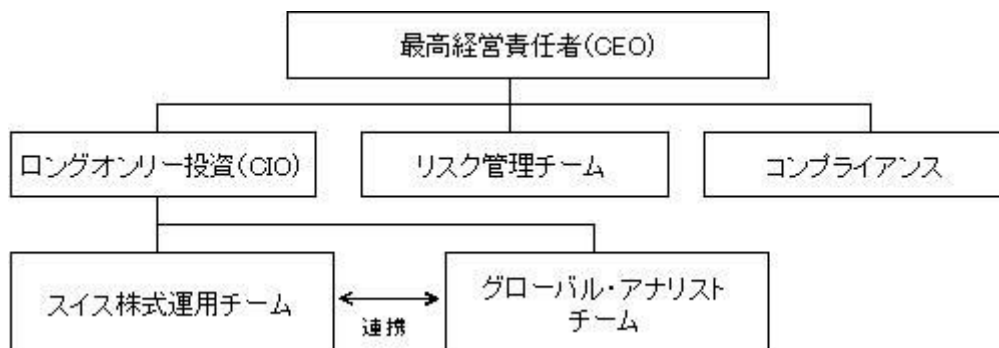 最高経営責任者(CEO)
ロングオンリー投資(CIO)
リスク管理チーム
コンプライアンス
スイス株式運用チーム
連携
グローバル・アナリスト
チーム